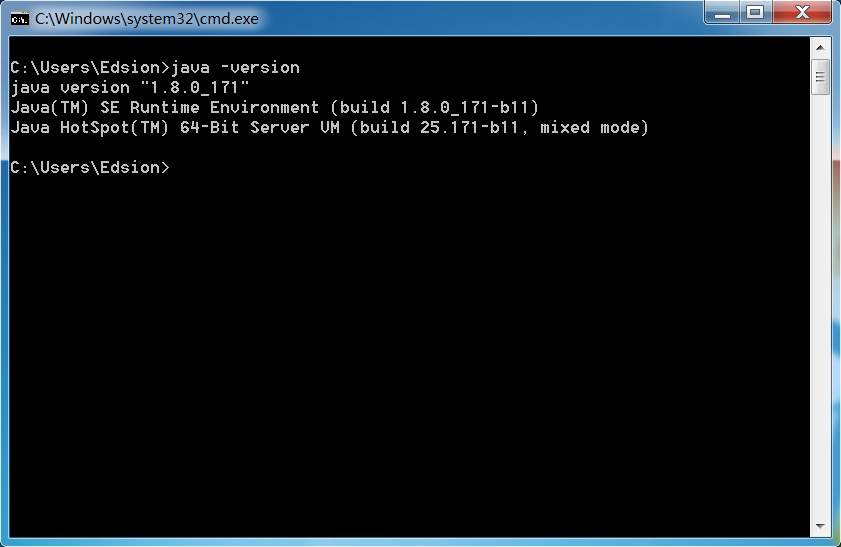 C:\Windows\system32\cmd.exe
C:\Users\Edsion>java -version
java version "1.8.0_171"
Java(TM) SE Runtime Environment (build 1.8.0_171-b11)
Java HotSpot(TM) 64-Bit Server VM (build 25.171-b11, mixed mode)
C:\Users\Edsion>